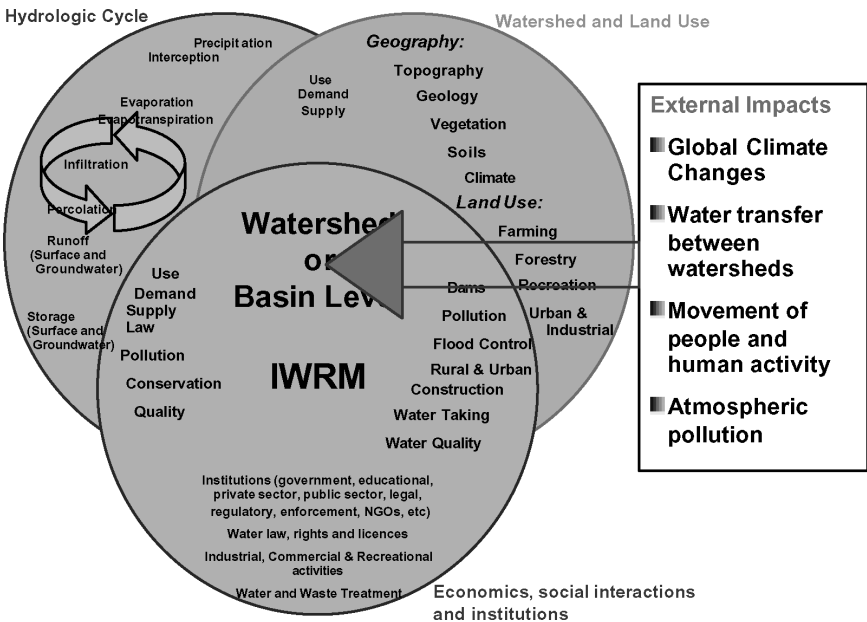 Hydrologic Cycle
Watershed and Land Use
Precipitation
Interception
Evaporation
Evapotranspiration
Infiltration
Percolation
Runoff
(Surface and
Groundwater)
Storage
(Surface and
Groundwater)
Use
Demand
Supply
Geography:
Topography
Geology
Vegetation
Soils
Climate
Land Use:
Farming
Forestry
Recreation
Urban &
Industrial
Watershed
or
Basin Level
IWRM
Use
Demand
Supply
Law
Pollution
Conservation
Quality
Dams
Pollution
Flood Control
Rural & Urban
Construction
Water Taking
Water Quality
Institutions (government, educational,
private sector, public sector, legal,
regulatory, enforcement, NGOs, etc)
Water law, rights and licences
Industrial, Commercial & Recreational
activities
Water and Waste Treatment
Economics, social interactions
and institutions
External Impacts
Global Climate
Changes
Water transfer
between
watersheds
Movement of
people and
human activity
Atmospheric
pollution